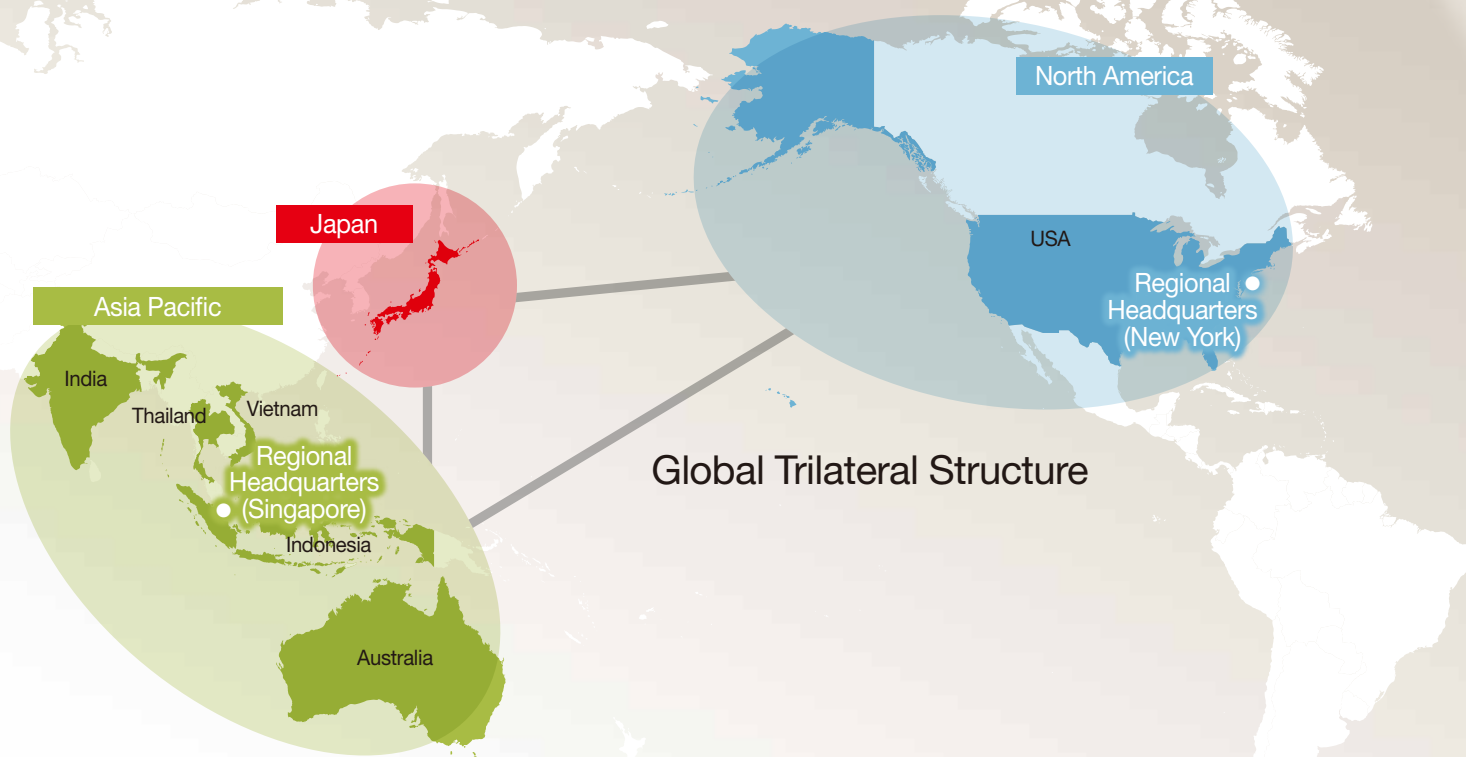 North America
Japan
USA
Regional
Headquarters
(New York)
Asia Pacific
India
Thailand
Vietnam
Regional
Headquarters
(Singapore)
Indonesia
Australia
Global Trilateral Structure